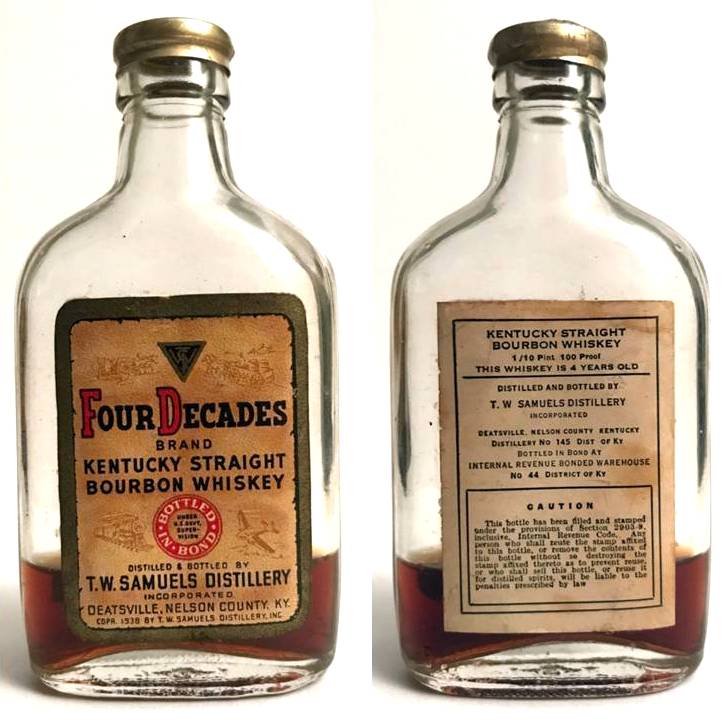 FOUR DECADES
BRAND
KENTUCKY STRAIGHT
BOURBON WHISKEY
BOTTLED
UNDER
U.S. GOVT.
SUPER-
VISION
IN BOND
DISTILLED & BOTTLED BY
T.W. SAMUELS DISTILLERY
INCORPORATED
DEATSVILLE, NELSON COUNTY, KY.
COPR. 1938 BY T.W. SAMUELS DISTILLERY, INC.
KENTUCKY STRAIGHT
BOURBON WHISKEY
1/10 Pint 100 Proof
THIS WHISKEY IS 4 YEARS OLD
DISTILLED AND BOTTLED BY
T. W SAMUELS DISTILLERY
INCORPORATED
DEATSVILLE, NELSON COUNTY KENTUCKY
DISTILLERY NO 145 DIST OF KY
BOTTLED IN BOND AT
INTERNAL REVENUE BONDED WAREHOUSE
NO 44 DISTRICT OF KY
CAUTION
This bottle has been filled and stamped
under the provisions of Section 2903-9,
inclusive, Internal Revenue Code. Any
person who shall reuse the stamp affixed
to this bottle, or remove the contents of
this bottle without so destroying the
stamp affixed thereto as to prevent reuse,
or who shall sell this bottle, or reuse it
for distilled spirits, will be liable to the
penalties prescribed by law